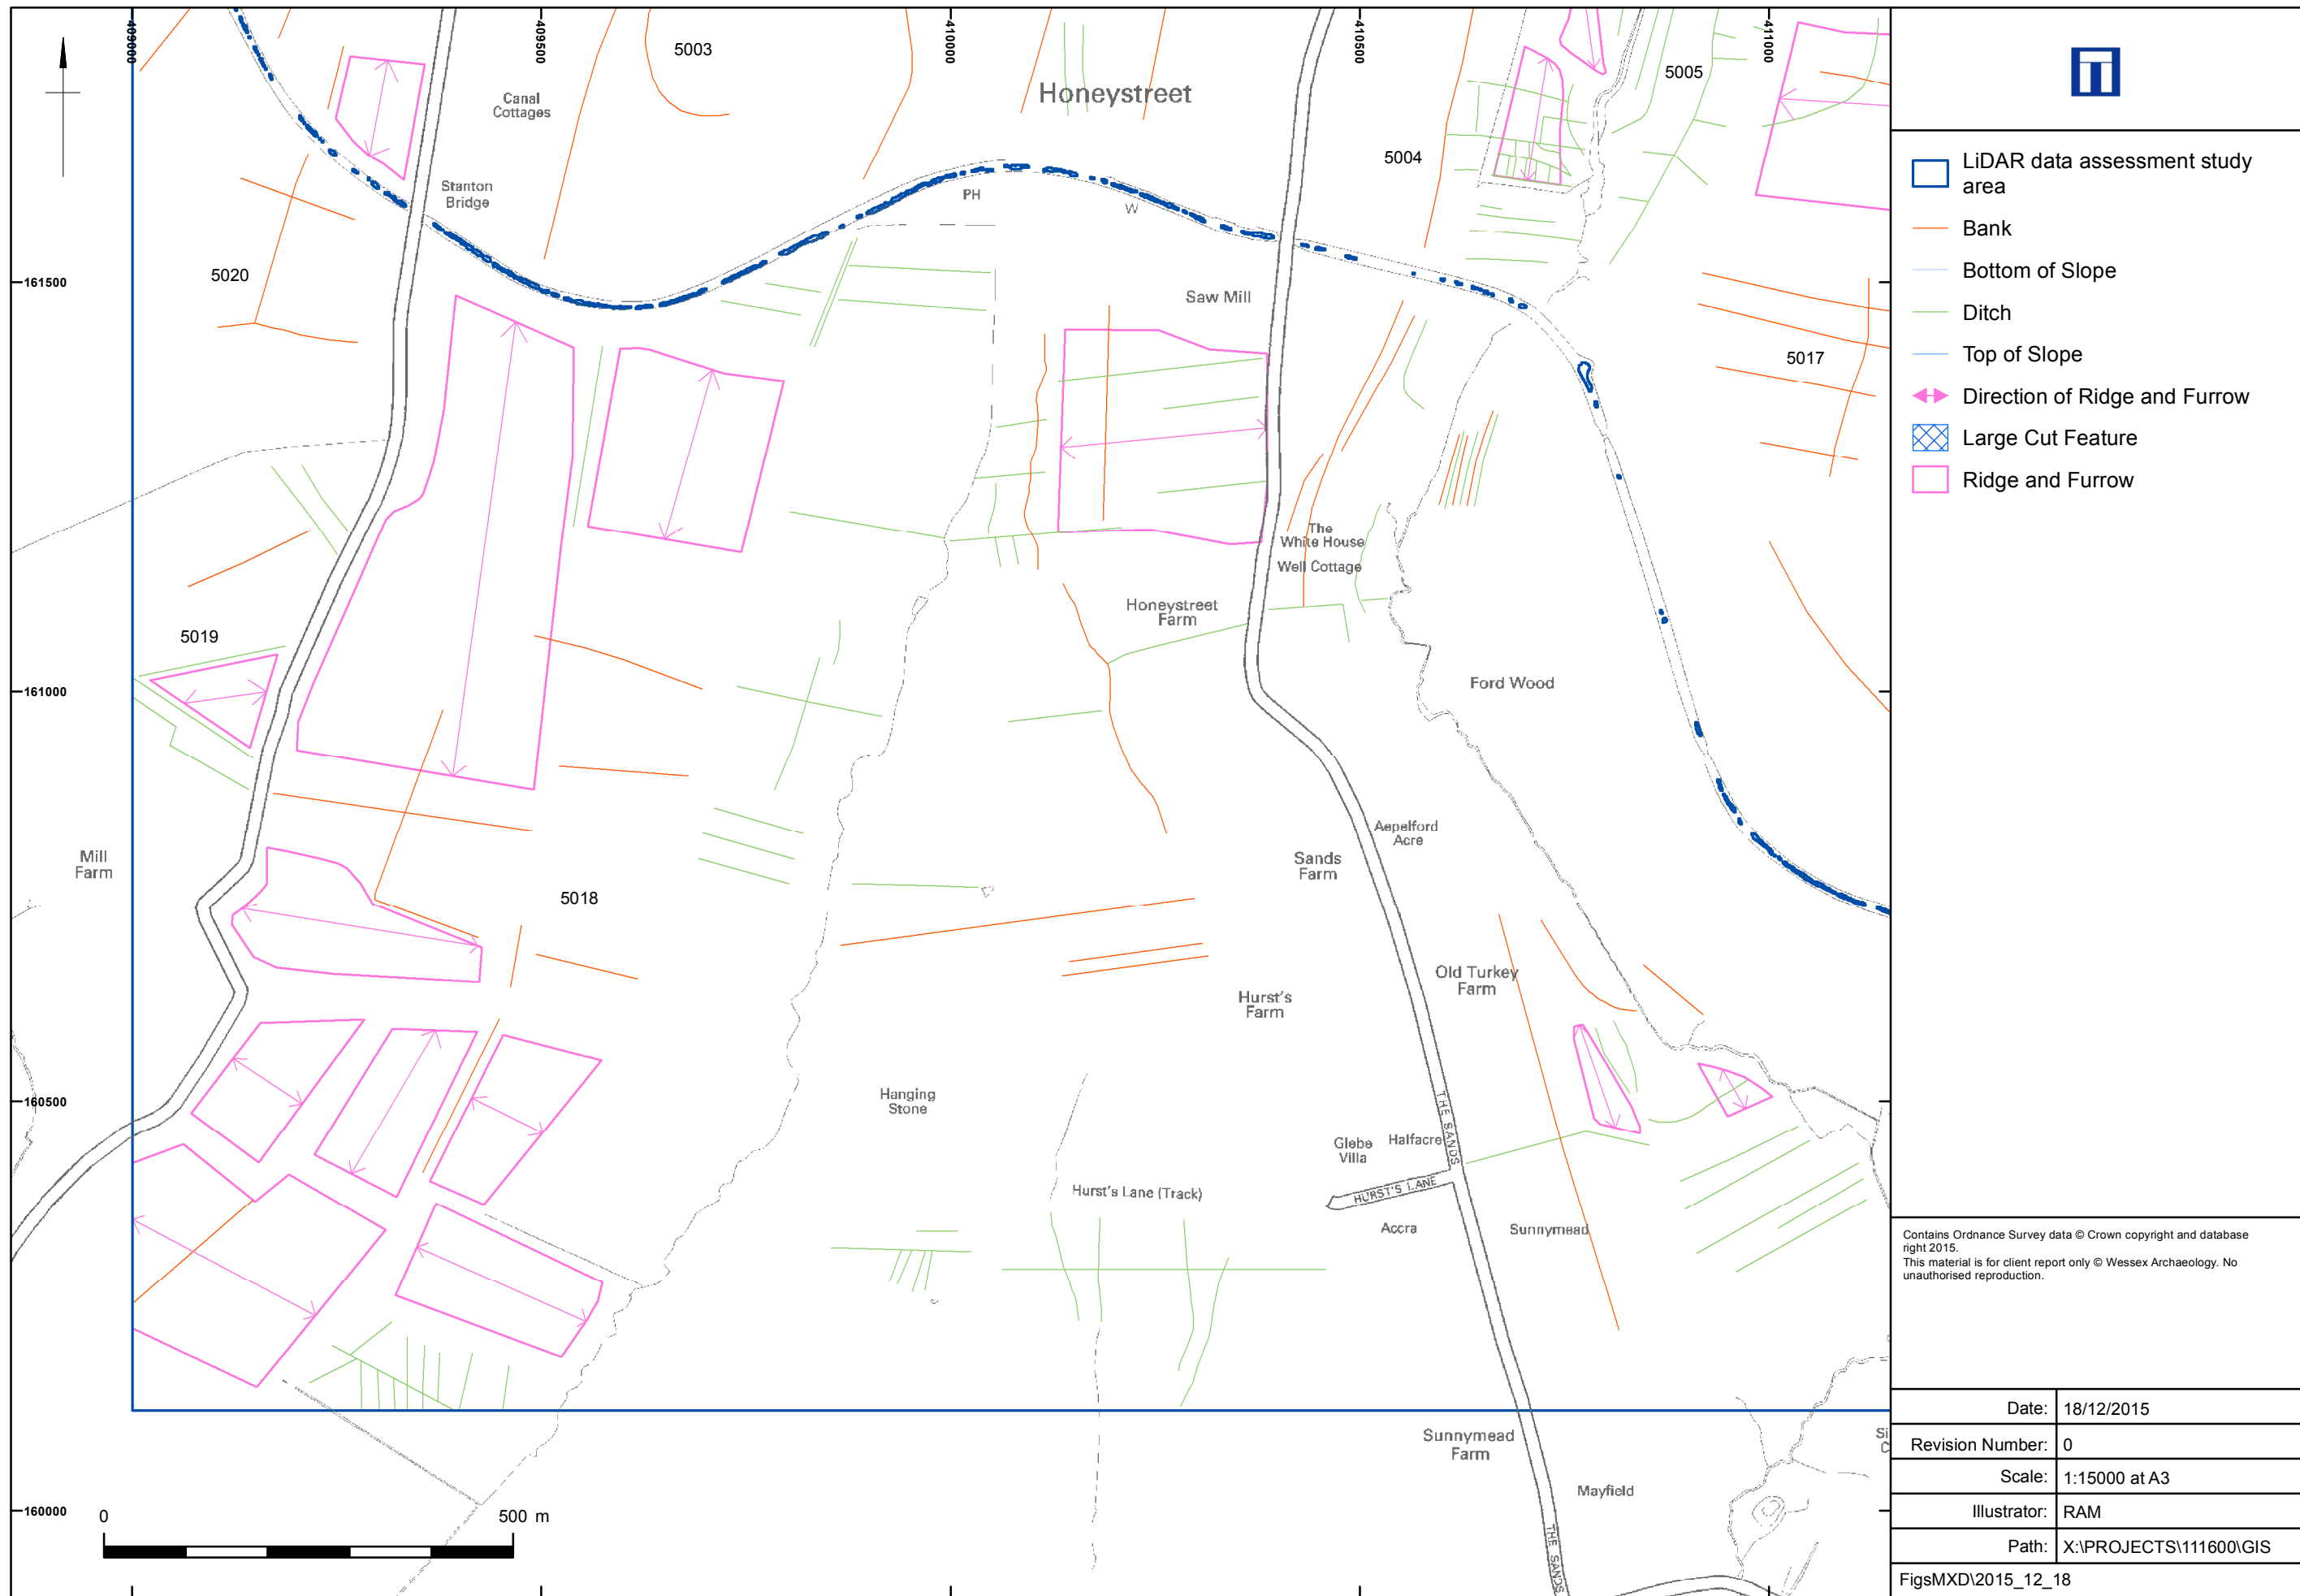 409000
409500
410000
410500
411000
5003
5005
Honeystreet
Canal
Cottages
5004
Stanton
Bridge
PH
W
5020
161500
Saw Mill
5017
The
White House
Well Cottage
Honeystreet
Farm
5019
161000
Ford Wood
Aspelford
Acre
Mill
Farm
Sands
Farm
5018
Old Turkey
Farm
Hurst's
Farm
160500
Hanging
Stone
THE SANDS
Glebe
Villa
Halfacre
Hurst's Lane (Track)
HURST'S LANE
Accra
Sunnymead
Sunnymead
Farm
Mayfield
160000
THE SANDS
0 500 m
LiDAR data assessment study
area
Bank
Bottom of Slope
Ditch
Top of Slope
Direction of Ridge and Furrow
Large Cut Feature
Ridge and Furrow
Contains Ordnance Survey data © Crown copyright and database
right 2015.
This material is for client report only © Wessex Archaeology. No
unauthorised reproduction.
Date: 18/12/2015
Revision Number: 0
Scale: 1:15000 at A3
Illustrator: RAM
Path: X:\PROJECTS\111600\GIS
FigsMXD\2015_12_18